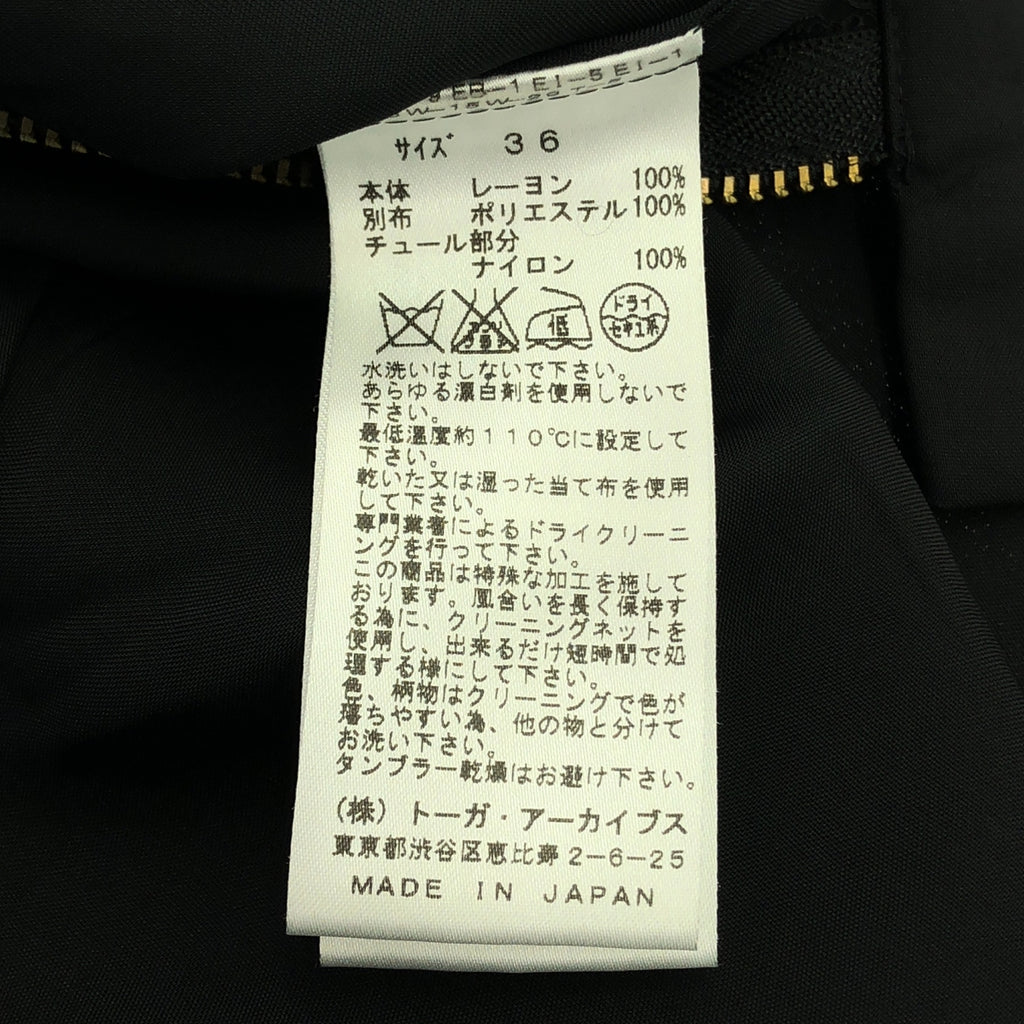 サイズ 36
本体 レーヨン 100%
別布 ポリエステル 100%
チュール部分
ナイロン 100%
低
ドライ
セキユ系
水洗いはしないで下さい。
あらゆる漂白剤を使用しないで
下さい。
最低温度約110℃に設定して
下さい。
乾いた又は湿った当て布を使用
して下さい。
専門業者によるドライクリーニ
ングを行って下さい。
この商品は特殊な加工を施して
おります。風合いを長く保持す
る為に、クリーニングネットを
使用し、出来るだけ短時間で処
理する様にして下さい。
色、柄物はクリーニングで色が
落ちやすい為、他の物と分けて
お洗い下さい。
タンブラー乾燥はお避け下さい。
(株)トーガ・アーカイブス
東京都渋谷区恵比寿2-6-25
MADE IN JAPAN